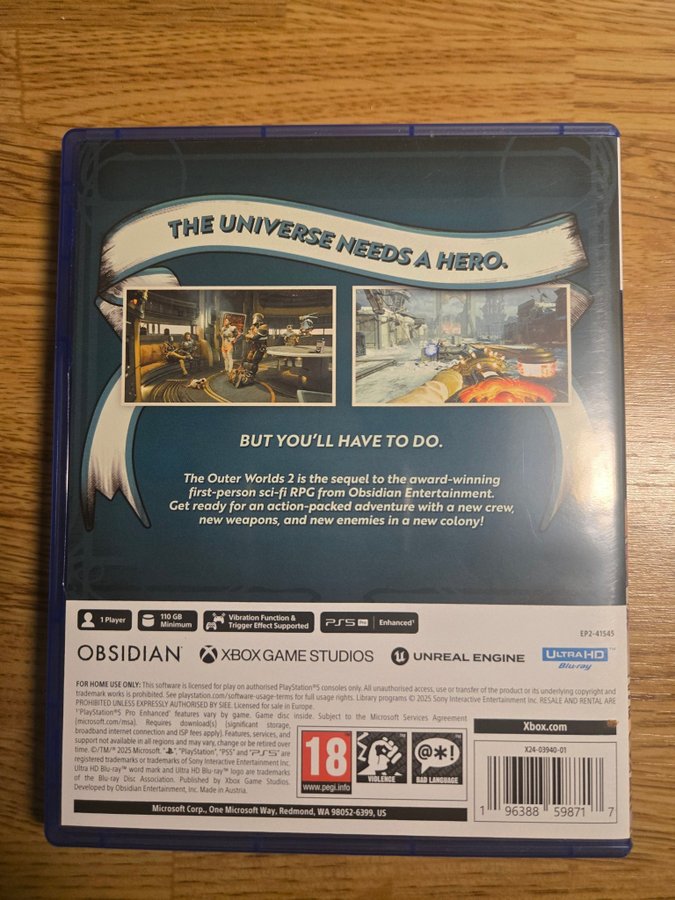 THE UNIVERSE NEEDS A HERO.
BUT YOU'LL HAVE TO DO.
The Outer Worlds 2 is the sequel to the award-winning
first-person sci-fi RPG from Obsidian Entertainment.
Get ready for an action-packed adventure with a new crew,
new weapons, and new enemies in a new colony!
1 Player
110 GB
Minimum
Vibration Function &
Trigger Effect Supported
PS5 Pro Enhanced¹
EP2-41545
OBSIDIAN
XBOX GAME STUDIOS
UNREAL ENGINE
ULTRA HD
Blu-ray™
FOR HOME USE ONLY: This software is licensed for play on authorised PlayStation®5 consoles only. All unauthorised access, use or transfer of the product or its underlying copyright and
trademark works is prohibited. See playstation.com/software-usage-terms for full usage rights. Library programs © 2025 Sony Interactive Entertainment Inc. RESALE AND RENTAL ARE
PROHIBITED UNLESS EXPRESSLY AUTHORISED BY SIEE. Licensed for sale in Europe.
¹"PlayStation®5 Pro Enhanced" features vary by game. Game disc inside. Subject to the Microsoft Services Agreement
(microsoft.com/msa). Requires download(s) (significant storage,
broadband internet connection and ISP fees apply). Features, services, and
support not available in all regions and may vary, change or be retired over
time. ©/™/® 2025 Microsoft. "PlayStation", "PS5" and "PS5" are
registered trademarks or trademarks of Sony Interactive Entertainment Inc.
Ultra HD Blu-ray™ word mark and Ultra HD Blu-ray™ logo are trademarks
of the Blu-ray Disc Association. Published by Xbox Game Studios.
Developed by Obsidian Entertainment, Inc. Made in Austria.
18
www.pegi.info
VIOLENCE
@*!
BAD LANGUAGE
Xbox.com
X24-03940-01
1 96388 59871 7
Microsoft Corp., One Microsoft Way, Redmond, WA 98052-6399, US